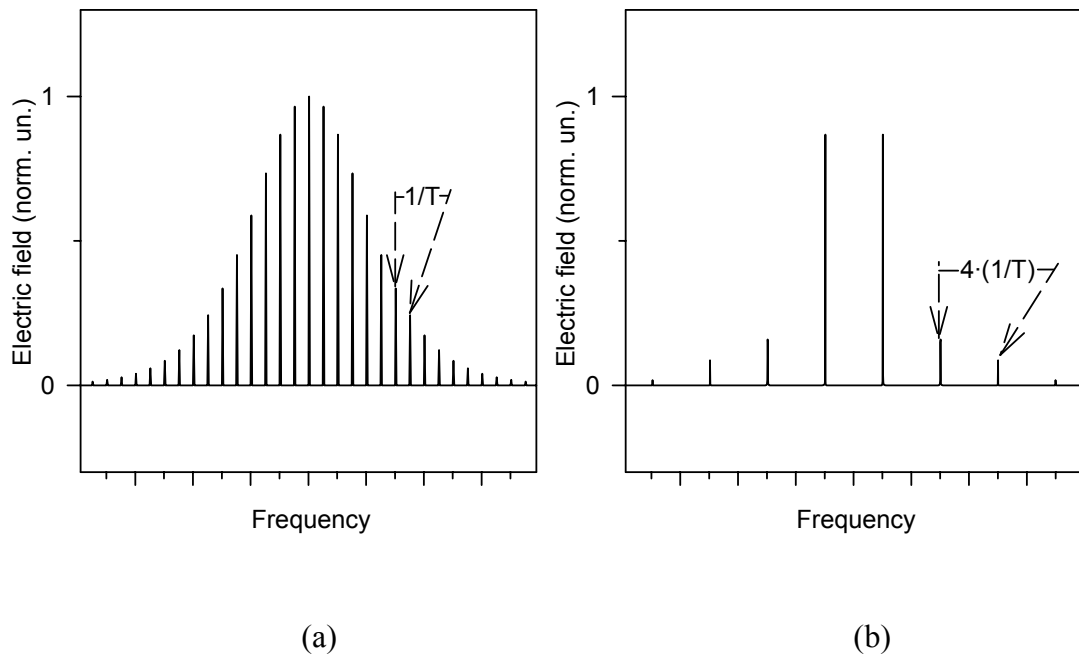 Electric field (norm. un.)
1
0
1/T
Frequency
(a)
Electric field (norm. un.)
1
0
4·(1/T)
Frequency
(b)